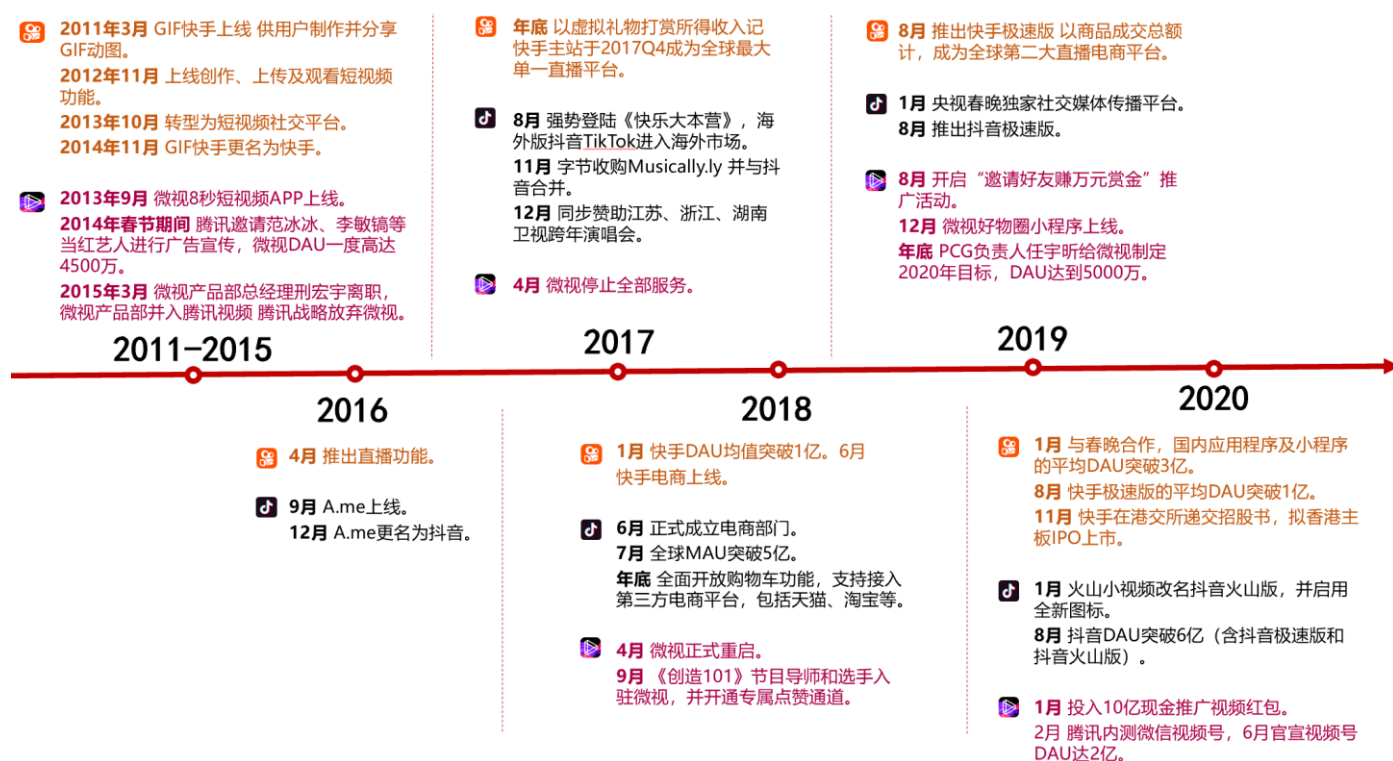 2011年3月 GIF快手上线 供用户制作并分享
GIF动图。
2012年11月 上线创作、上传及观看短视频
功能。
2013年10月 转型为短视频社交平台。
2014年11月 GIF快手更名为快手。
2013年9月 微视8秒短视频APP上线。
2014年春节期间 腾讯邀请范冰冰、李敏镐等
当红艺人进行广告宣传，微视DAU一度高达
4500万。
2015年3月 微视产品部总经理刑宏宇离职，
微视产品部并入腾讯视频 腾讯战略放弃微视。
2011-2015
2016
4月 推出直播功能。
9月 A.me上线。
12月 A.me更名为抖音。
年底 以虚拟礼物打赏所得收入记
快手主站于2017Q4成为全球最大
单一直播平台。
8月 强势登陆《快乐大本营》，海
外版抖音TikTok进入海外市场。
11月 字节收购Musically.ly 并与抖
音合并。
12月 同步赞助江苏、浙江、湖南
卫视跨年演唱会。
4月 微视停止全部服务。
2017
2018
1月 快手DAU均值突破1亿。6月
快手电商上线。
6月 正式成立电商部门。
7月 全球MAU突破5亿。
年底 全面开放购物车功能，支持接入
第三方电商平台，包括天猫、淘宝等。
4月 微视正式重启。
9月 《创造101》节目导师和选手入
驻微视，并开通专属点赞通道。
8月 推出快手极速版 以商品成交总额
计，成为全球第二大直播电商平台。
1月 央视春晚独家社交媒体传播平台。
8月 推出抖音极速版。
8月 开启“邀请好友赚万元赏金”推
广活动。
12月 微视好物圈小程序上线。
年底 PCG负责人任宇昕给微视制定
2020年目标，DAU达到5000万。
2019
2020
1月 与春晚合作，国内应用程序及小程序
的平均DAU突破3亿。
8月 快手极速版的平均DAU突破1亿。
11月 快手在港交所递交招股书，拟香港主
板IPO上市。
1月 火山小视频改名抖音火山版，并启用
全新图标。
8月 抖音DAU突破6亿（含抖音极速版和
抖音火山版）。
1月 投入10亿现金推广视频红包。
2月 腾讯内测微信视频号，6月官宣视频号
DAU达2亿。